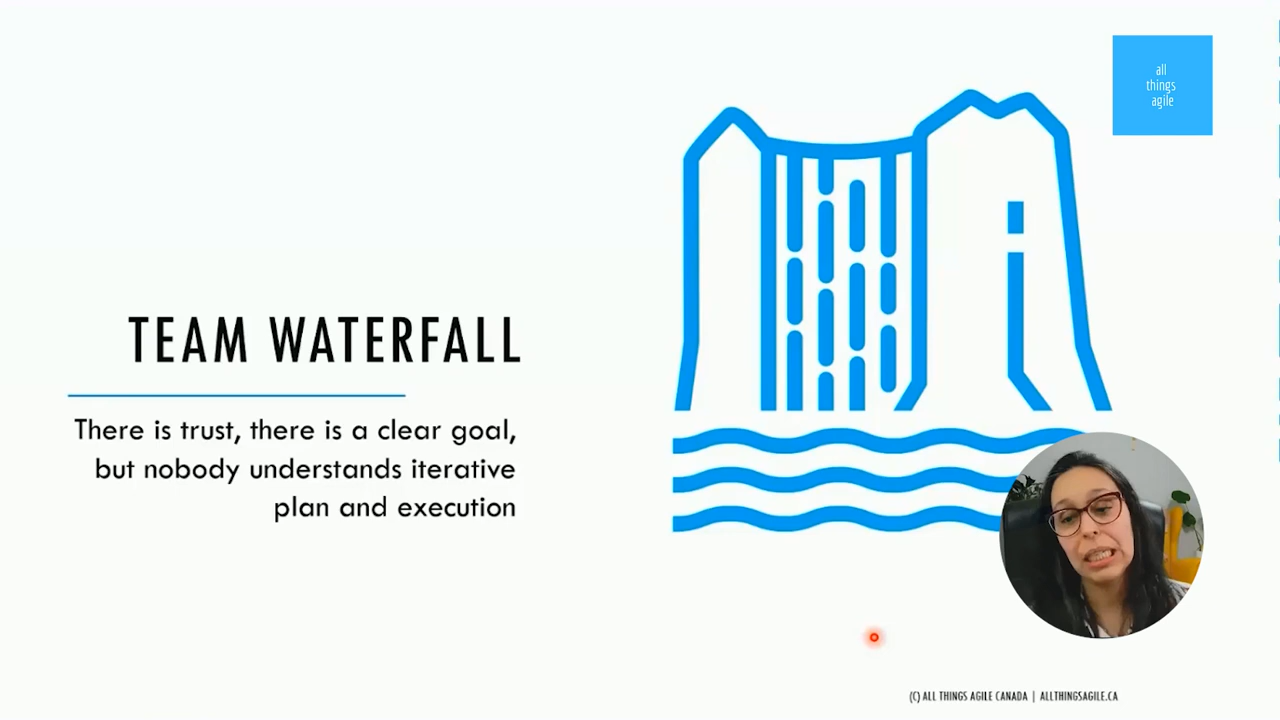 all
things
agile
TEAM WATERFALL
There is trust, there is a clear goal,
but nobody understands iterative
plan and execution
(C) ALL THINGS AGILE CANADA | ALLTHINGSAGILE.CA